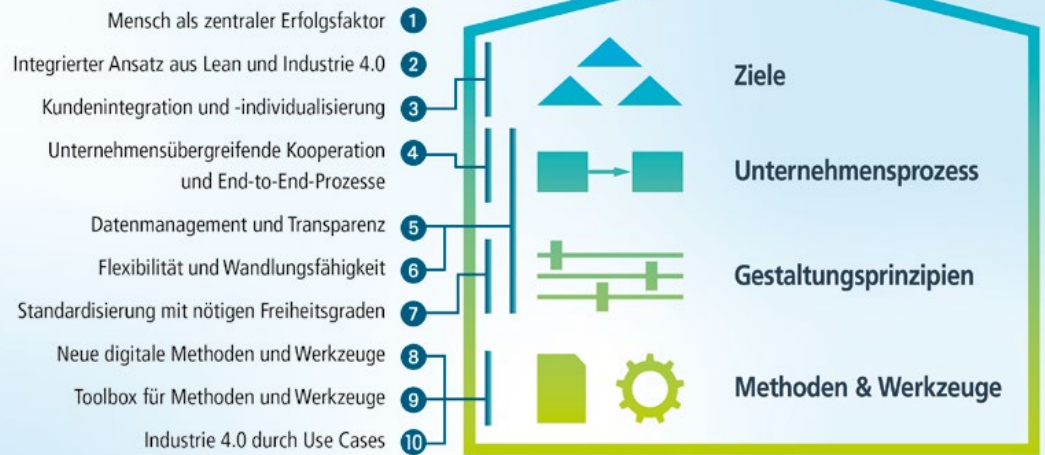 Mensch als zentraler Erfolgsfaktor 1
Integrierter Ansatz aus Lean und Industrie 4.0 2
Kundenintegration und -individualisierung 3
Unternehmensübergreifende Kooperation 4
und End-to-End-Prozesse
Datenmanagement und Transparenz 5
Flexibilität und Wandlungsfähigkeit 6
Standardisierung mit nötigen Freiheitsgraden 7
Neue digitale Methoden und Werkzeuge 8
Toolbox für Methoden und Werkzeuge 9
Industrie 4.0 durch Use Cases 10
Ziele
Unternehmensprozess
Gestaltungsprinzipien
Methoden & Werkzeuge